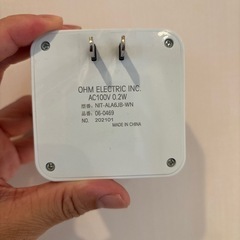 OHM ELECTRIC INC.
AC100V 0.2W
型番: NIT-ALA6JB-WN
品番: 06-0469
NO. 202101
MADE IN CHINA